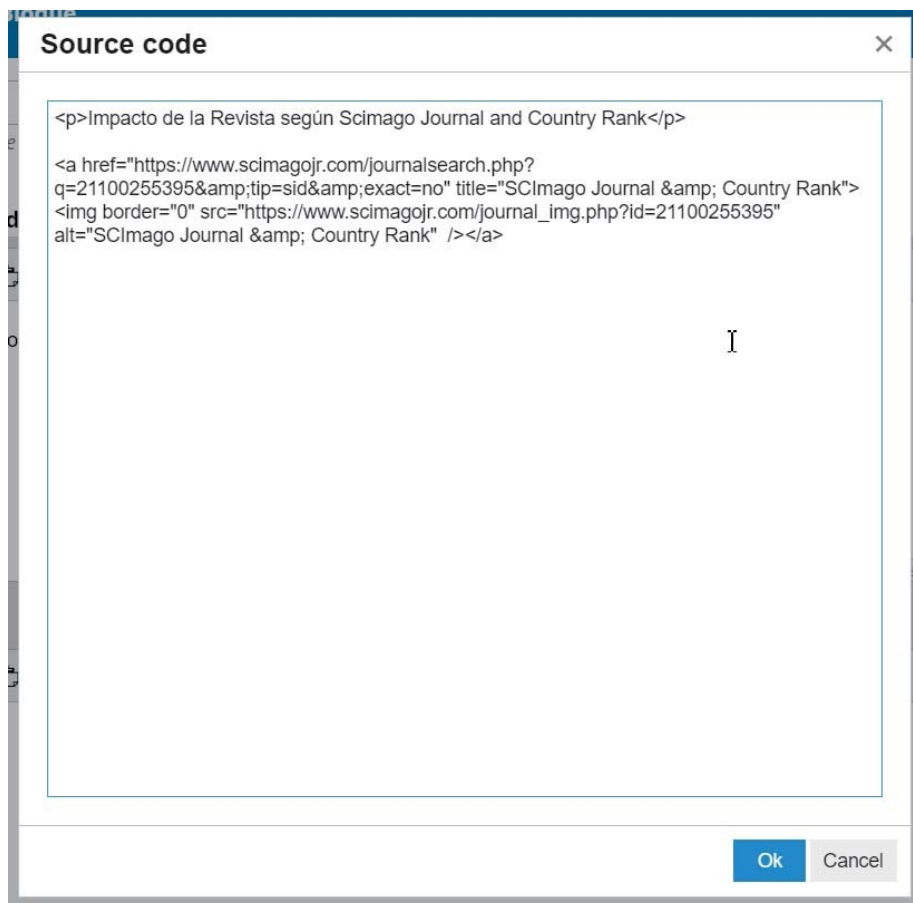 Source code
<p>Impacto de la Revista según Scimago Journal and Country Rank</p>
<a href="https://www.scimagojr.com/journalsearch.php?
q=21100255395&amp;tip=sid&amp;exact=no" title="SCImago Journal &amp; Country Rank">
<img border="0" src="https://www.scimagojr.com/journal_img.php?id=21100255395"
alt="SCImago Journal &amp; Country Rank"  /></a>
Ok
Cancel